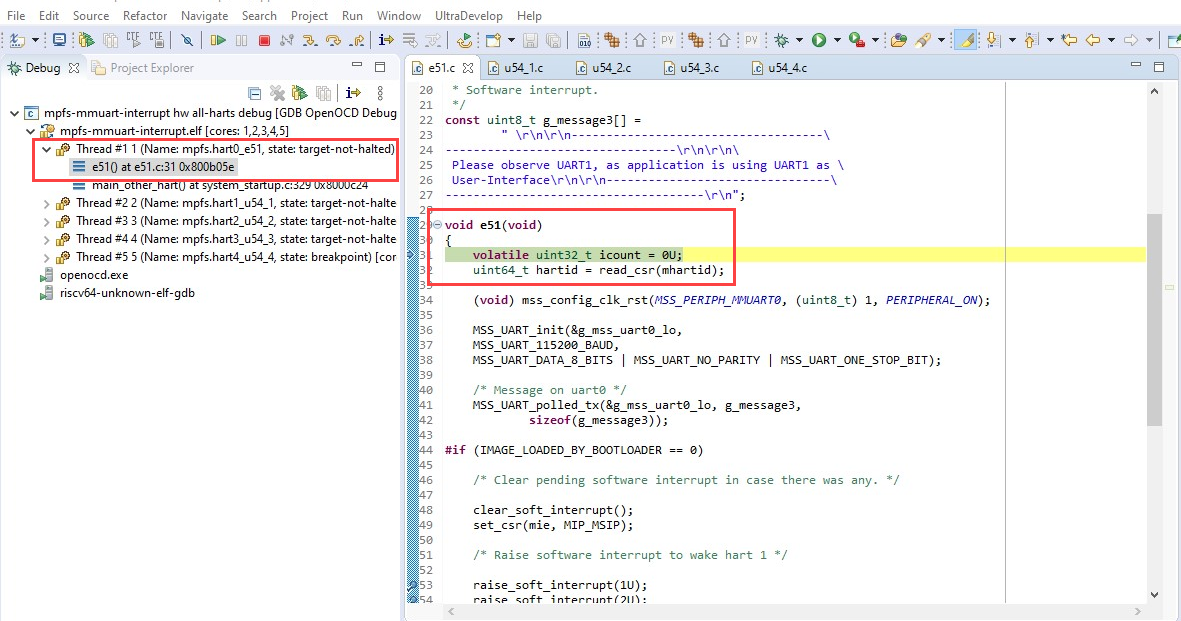 File Edit Source Refactor Navigate Search Project Run Window UltraDevelop Help
Debug Project Explorer
mpfs-mmuart-interrupt hw all-harts debug [GDB OpenOCD Debug
mpfs-mmuart-interrupt.elf [cores: 1,2,3,4,5]
Thread #1 1 (Name: mpfs.hart0_e51, state: target-not-halted)
e51() at e51.c:31 0x800b05e
main_other_hart() at system_startup.c:329 0x8000c24
Thread #2 2 (Name: mpfs.hart1_u54_1, state: target-not-halte
Thread #3 3 (Name: mpfs.hart2_u54_2, state: target-not-halte
Thread #4 4 (Name: mpfs.hart3_u54_3, state: target-not-halte
Thread #5 5 (Name: mpfs.hart4_u54_4, state: breakpoint) [cor
openocd.exe
riscv64-unknown-elf-gdb
e51.c u54_1.c u54_2.c u54_3.c u54_4.c
20 * Software interrupt.
21 */
22 const uint8_t g_message3[] =
23 " \r\n\r\n------------------------------------\
24 ---------------------------------\r\n\r\n\
25 Please observe UART1, as application is using UART1 as \
26 User-Interface\r\n\r\n--------------------------------\
27 -------------------------------------\r\n";
28
29 void e51(void)
30 {
31 volatile uint32_t icount = 0U;
32 uint64_t hartid = read_csr(mhartid);
33
34 (void) mss_config_clk_rst(MSS_PERIPH_MMUART0, (uint8_t) 1, PERIPHERAL_ON);
35
36 MSS_UART_init(&g_mss_uart0_lo,
37 MSS_UART_115200_BAUD,
38 MSS_UART_DATA_8_BITS | MSS_UART_NO_PARITY | MSS_UART_ONE_STOP_BIT);
39
40 /* Message on uart0 */
41 MSS_UART_polled_tx(&g_mss_uart0_lo, g_message3,
42 sizeof(g_message3));
43
44 #if (IMAGE_LOADED_BY_BOOTLOADER == 0)
45
46 /* Clear pending software interrupt in case there was any. */
47
48 clear_soft_interrupt();
49 set_csr(mie, MIP_MSIP);
50
51 /* Raise software interrupt to wake hart 1 */
52
53 raise_soft_interrupt(1U);
54 raise_soft_interrupt(2U);